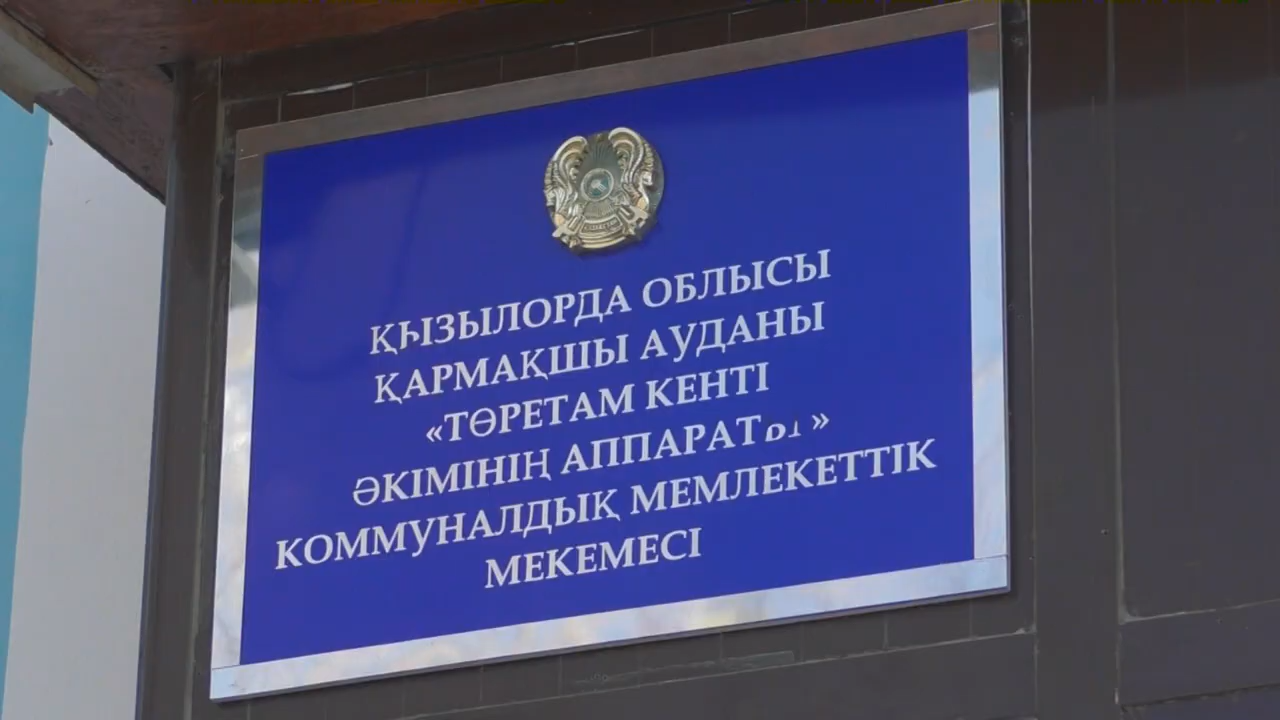 ҚЫЗЫЛОРДА ОБЛЫСЫ
ҚАРМАҚШЫ АУДАНЫ
«ТӨРЕТАМ КЕНТІ
ӘКІМІНІҢ АППАРАТЫ»
КОММУНАЛДЫҚ МЕМЛЕКЕТТІК
МЕКЕМЕСІ